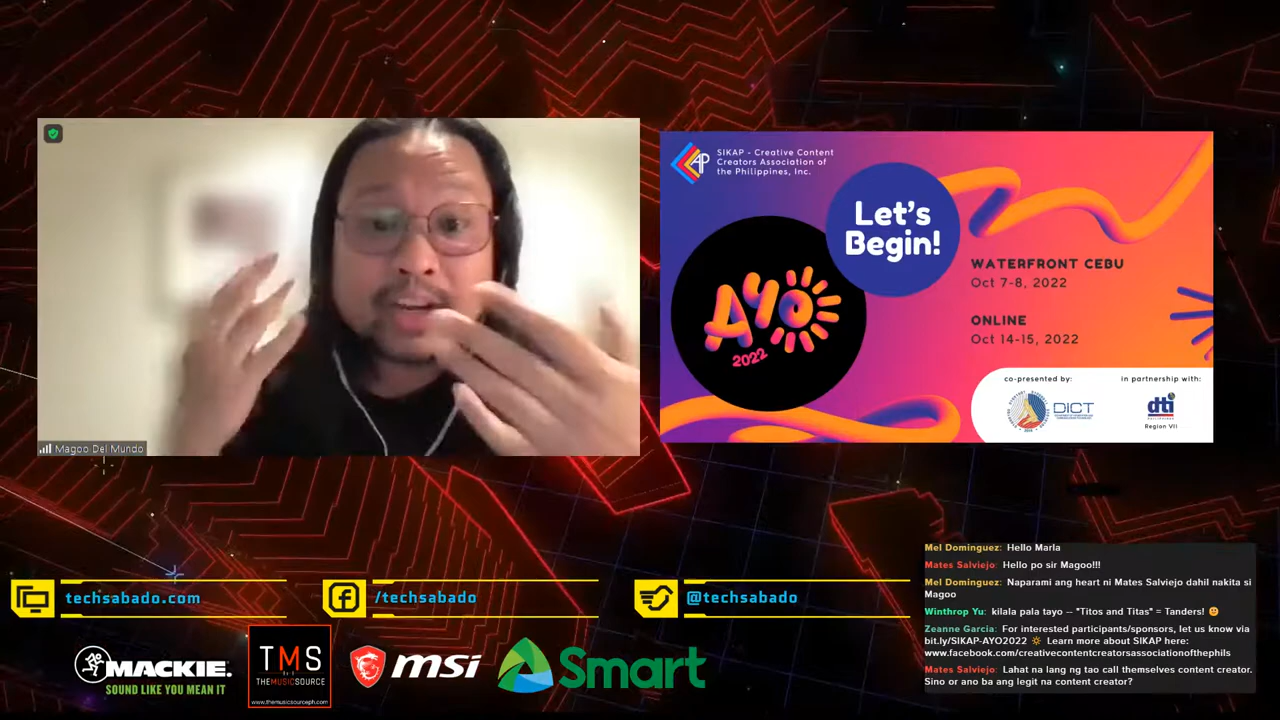 Magoo Del Mundo
SIKAP - Creative Content
Creators Association of
the Philippines, Inc.
Let's
Begin!
AYO
2022
WATERFRONT CEBU
Oct 7-8, 2022
ONLINE
Oct 14-15, 2022
co-presented by:
in partnership with:
DICT
dti
PHILIPPINES
Region VII
Mel Dominguez: Hello Marla
Mates Salviejo: Hello po sir Magoo!!!
Mel Dominguez: Naparami ang heart ni Mates Salviejo dahil nakita si
Magoo
Winthrop Yu: kilala pala tayo -- "Titos and Titas" = Tanders! 🙂
Zeanne Garcia: For interested participants/sponsors, let us know via
bit.ly/SIKAP-AYO2022 🔆 Learn more about SIKAP here:
www.facebook.com/creativecontentcreatorsassociationofthephils
Mates Salviejo: Lahat na lang ng tao call themselves content creator.
Sino or ano ba ang legit na content creator?
techsabado.com
/techsabado
@techsabado
MACKIE.
SOUND LIKE YOU MEAN IT
TMS
THEMUSICSOURCE
www.themusicsourceph.com
msi
Smart